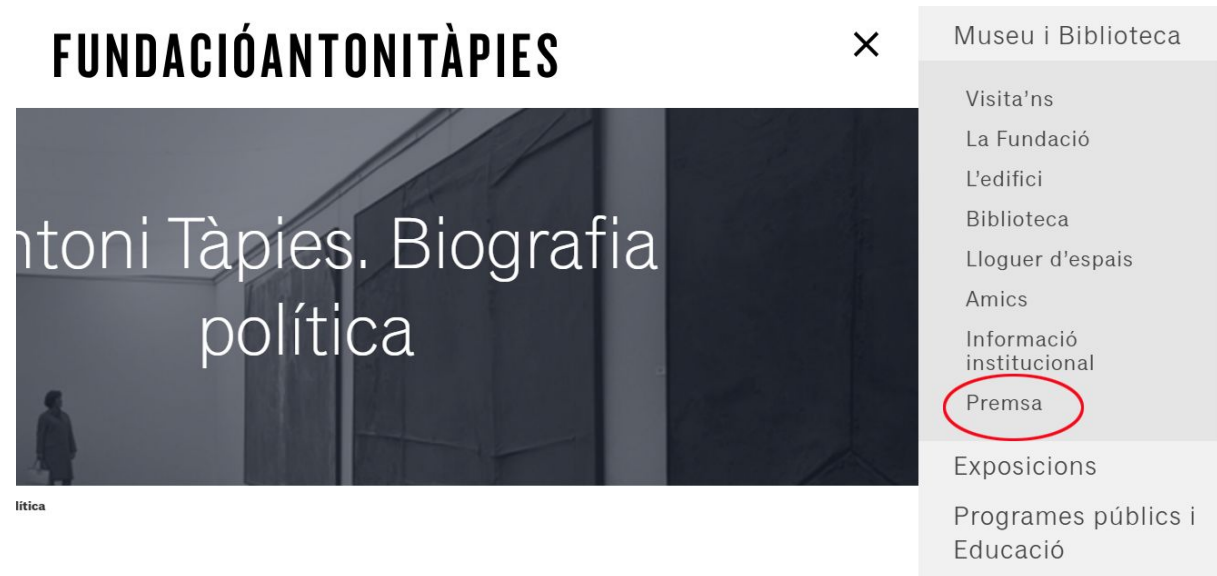 FUNDACIÓANTONITÀPIES
ntoni Tàpies. Biografia
política
lítica
Museu i Biblioteca
Visita'ns
La Fundació
L'edifici
Biblioteca
Lloguer d'espais
Amics
Informació
institucional
Premsa
Exposicions
Programes públics i
Educació